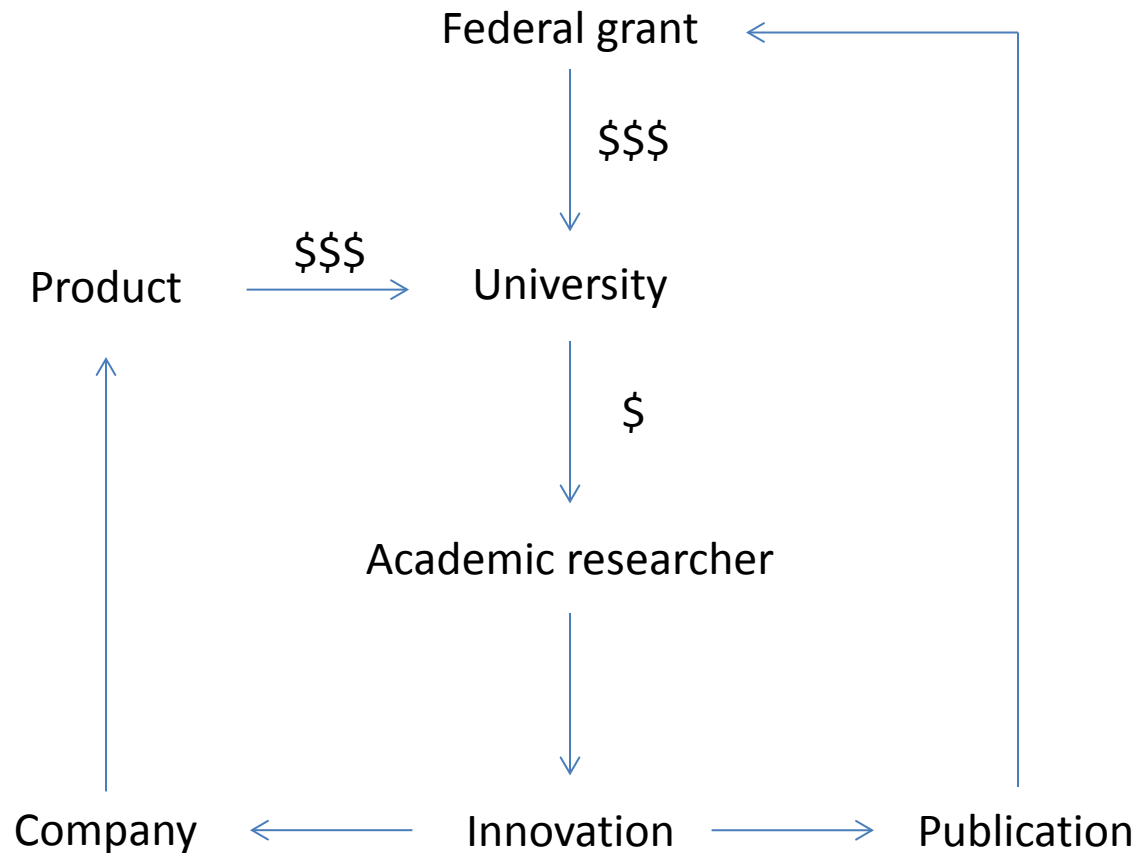 Federal grant
$$$
$$$
Product
University
$
Academic researcher
Company
Innovation
Publication